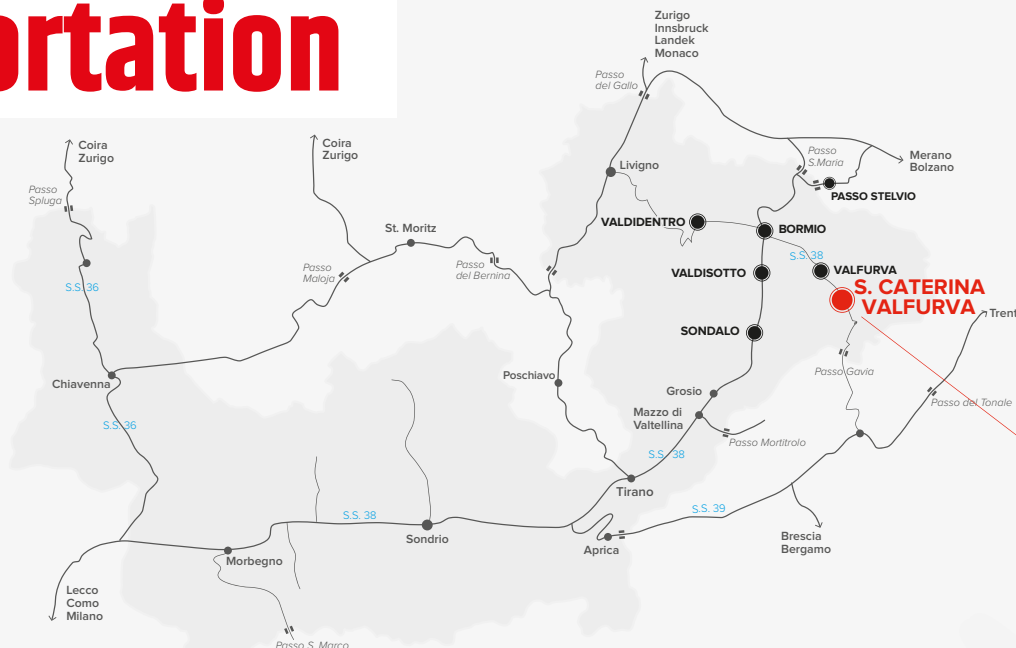 ortation
Zurigo
Innsbruck
Landek
Monaco
Passo
del Gallo
Coira
Zurigo
Coira
Zurigo
Passo
S.Maria
Merano
Bolzano
Livigno
Passo
Spluga
PASSO STELVIO
St. Moritz
VALDIDENTRO
BORMIO
S.S. 38
Passo
Maloja
Passo
del Bernina
VALDISOTTO
VALFURVA
S.S. 36
S. CATERINA
VALFURVA
Trent
SONDALO
Chiavenna
Poschiavo
Passo Gavia
Grosio
Passo del Tonale
Mazzo di
Valtellina
S.S. 36
Passo Mortitrolo
S.S. 38
Tirano
S.S. 38
S.S. 39
Sondrio
Aprica
Brescia
Bergamo
Morbegno
Lecco
Como
Milano
Passo S. Marco